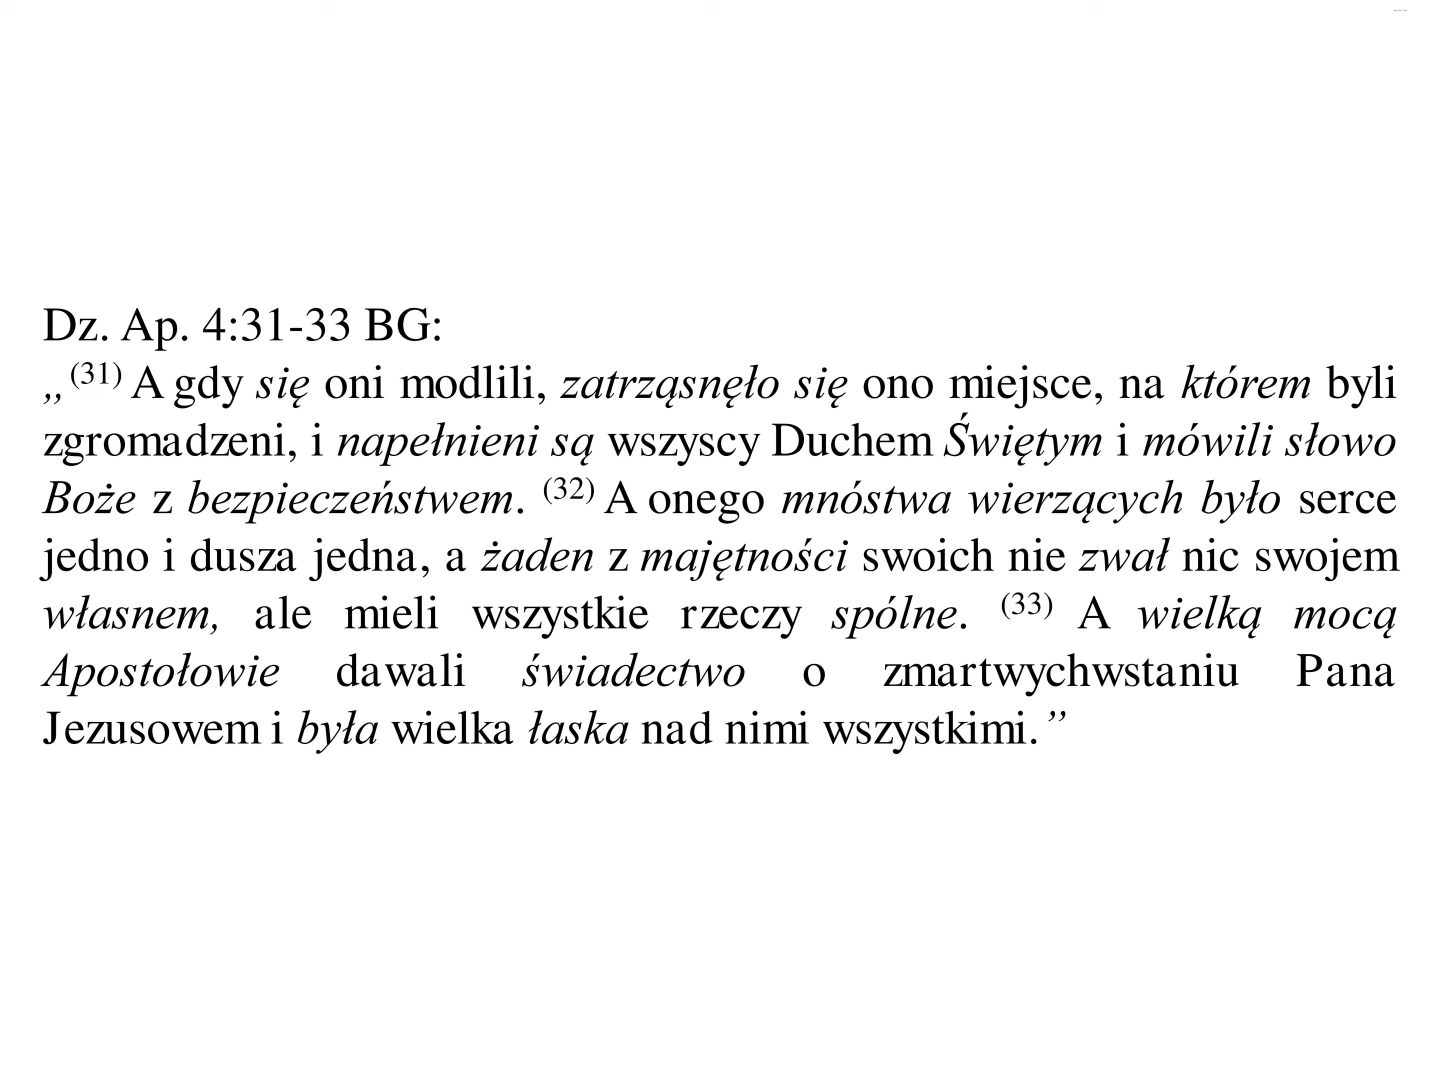 Dz. Ap. 4:31-33 BG:
„(31) A gdy się oni modlili, zatrząsnęło się ono miejsce, na którem byli
zgromadzeni, i napełnieni są wszyscy Duchem Świętym i mówili słowo
Boże z bezpieczeństwem. (32) A onego mnóstwa wierzących było serce
jedno i dusza jedna, a żaden z majętności swoich nie zwał nic swojem
własnem, ale mieli wszystkie rzeczy spólne. (33) A wielką mocą
Apostołowie dawali świadectwo o zmartwychwstaniu Pana
Jezusowem i była wielka łaska nad nimi wszystkimi.”